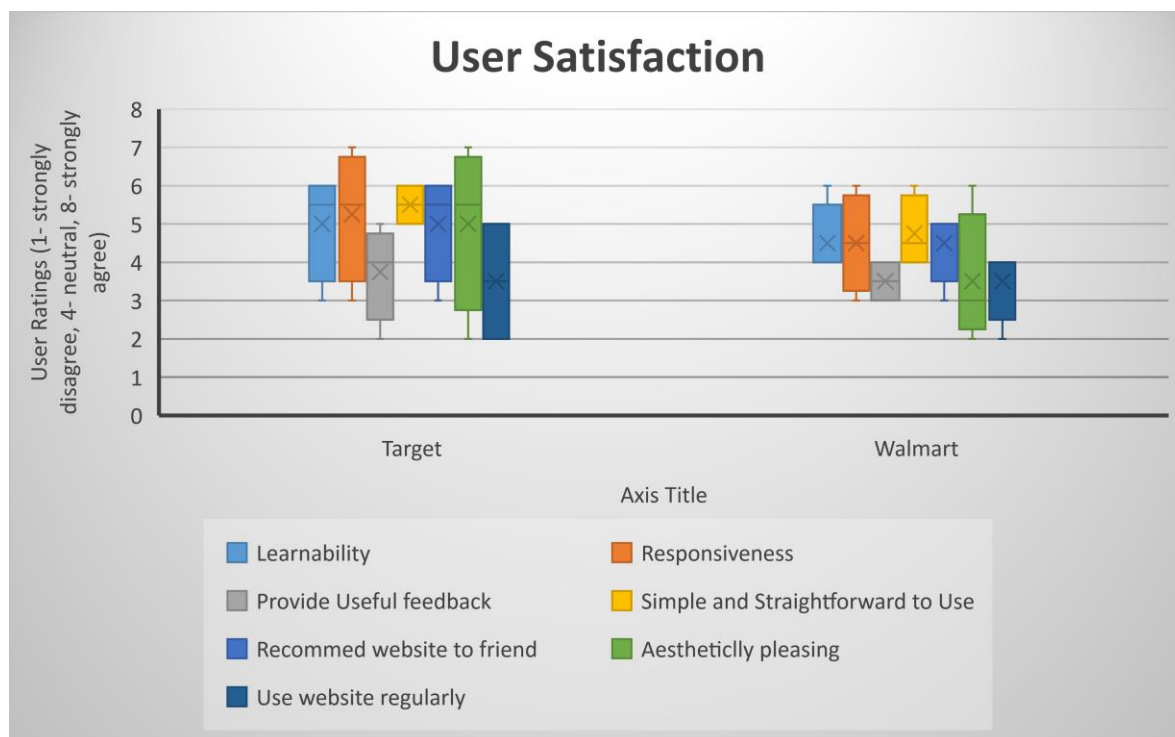 User Satisfaction
User Ratings (1- strongly
disagree, 4- neutral, 8- strongly
agree)
8
7
6
5
4
3
2
1
0
Target Walmart
Axis Title
Learnability Responsiveness
Provide Useful feedback Simple and Straightforward to Use
Recommed website to friend Aestheticlly pleasing
Use website regularly